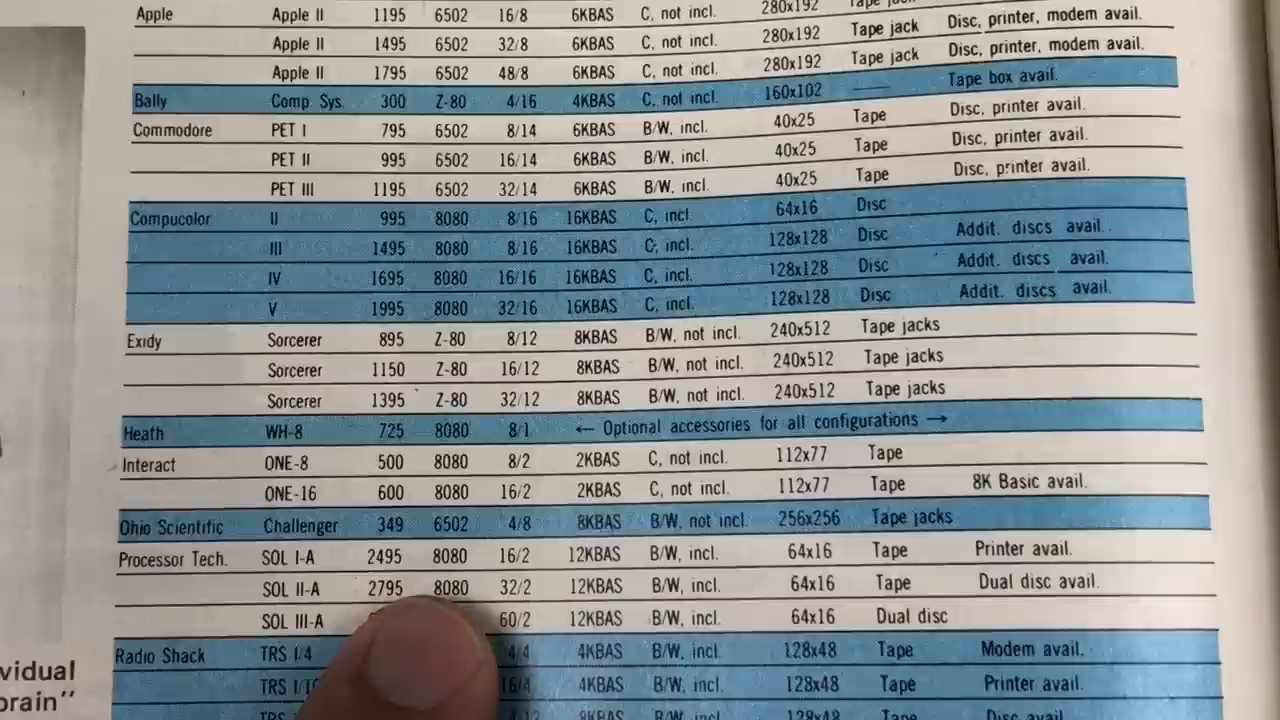 Apple Apple II 1195 6502 16/8 6KBAS C, not incl. 280x192 Tape
Apple II 1495 6502 32/8 6KBAS C, not incl. 280x192 Tape jack Disc, printer, modem avail.
Apple II 1795 6502 48/8 6KBAS C, not incl. 280x192 Tape jack Disc, printer, modem avail.
Bally Comp. Sys. 300 Z-80 4/16 4KBAS C, not incl. 160x102 —— Tape box avail.
Commodore PET I 795 6502 8/14 6KBAS B/W, incl. 40x25 Tape Disc, printer avail.
PET II 995 6502 16/14 6KBAS B/W, incl. 40x25 Tape Disc, printer avail.
PET III 1195 6502 32/14 6KBAS B/W, incl. 40x25 Tape Disc, printer avail.
Compucolor II 995 8080 8/16 16KBAS C, incl. 64x16 Disc
III 1495 8080 8/16 16KBAS C, incl. 128x128 Disc Addit. discs avail.
IV 1695 8080 16/16 16KBAS C, incl. 128x128 Disc Addit. discs avail.
V 1995 8080 32/16 16KBAS C, incl. 128x128 Disc Addit. discs avail.
Exidy Sorcerer 895 Z-80 8/12 8KBAS B/W, not incl. 240x512 Tape jacks
Sorcerer 1150 Z-80 16/12 8KBAS B/W, not incl. 240x512 Tape jacks
Sorcerer 1395 Z-80 32/12 8KBAS B/W, not incl. 240x512 Tape jacks
Heath WH-8 725 8080 8/1 ← Optional accessories for all configurations →
Interact ONE-8 500 8080 8/2 2KBAS C, not incl. 112x77 Tape
ONE-16 600 8080 16/2 2KBAS C, not incl. 112x77 Tape 8K Basic avail.
Ohio Scientific Challenger 349 6502 4/8 8KBAS B/W, not incl. 256x256 Tape jacks
Processor Tech. SOL I-A 2495 8080 16/2 12KBAS B/W, incl. 64x16 Tape Printer avail.
SOL II-A 2795 8080 32/2 12KBAS B/W, incl. 64x16 Tape Dual disc avail.
SOL III-A 60/2 12KBAS B/W, incl. 64x16 Dual disc
Radio Shack TRS I/4 4/4 4KBAS B/W, incl. 128x48 Tape Modem avail.
TRS 16/4 4KBAS B/W, incl. 128x48 Tape Printer avail.
TRS 8KBAS B/W, incl. 128x48 Tape Disc avail.
vidual
brain"